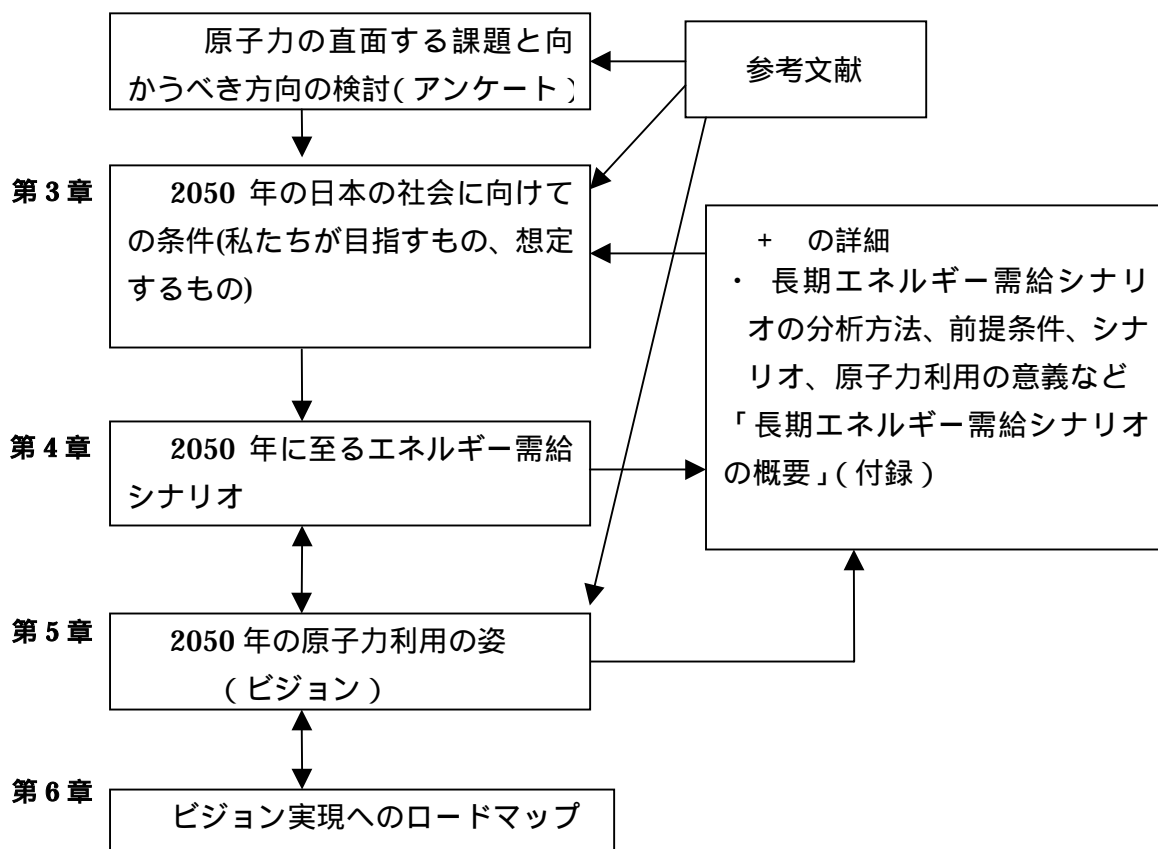 原子力の直面する課題と向
かうべき方向の検討(アンケート)
参考文献
第3章
2050 年の日本の社会に向けて
の条件(私たちが目指すもの、想定
するもの)
+ の詳細
・ 長期エネルギー需給シナリ
オの分析方法、前提条件、シナ
リオ、原子力利用の意義など
「長期エネルギー需給シナリオ
の概要」(付録)
第4章
2050 年に至るエネルギー需給
シナリオ
第5章
2050 年の原子力利用の姿
(ビジョン)
第6章
ビジョン実現へのロードマップ